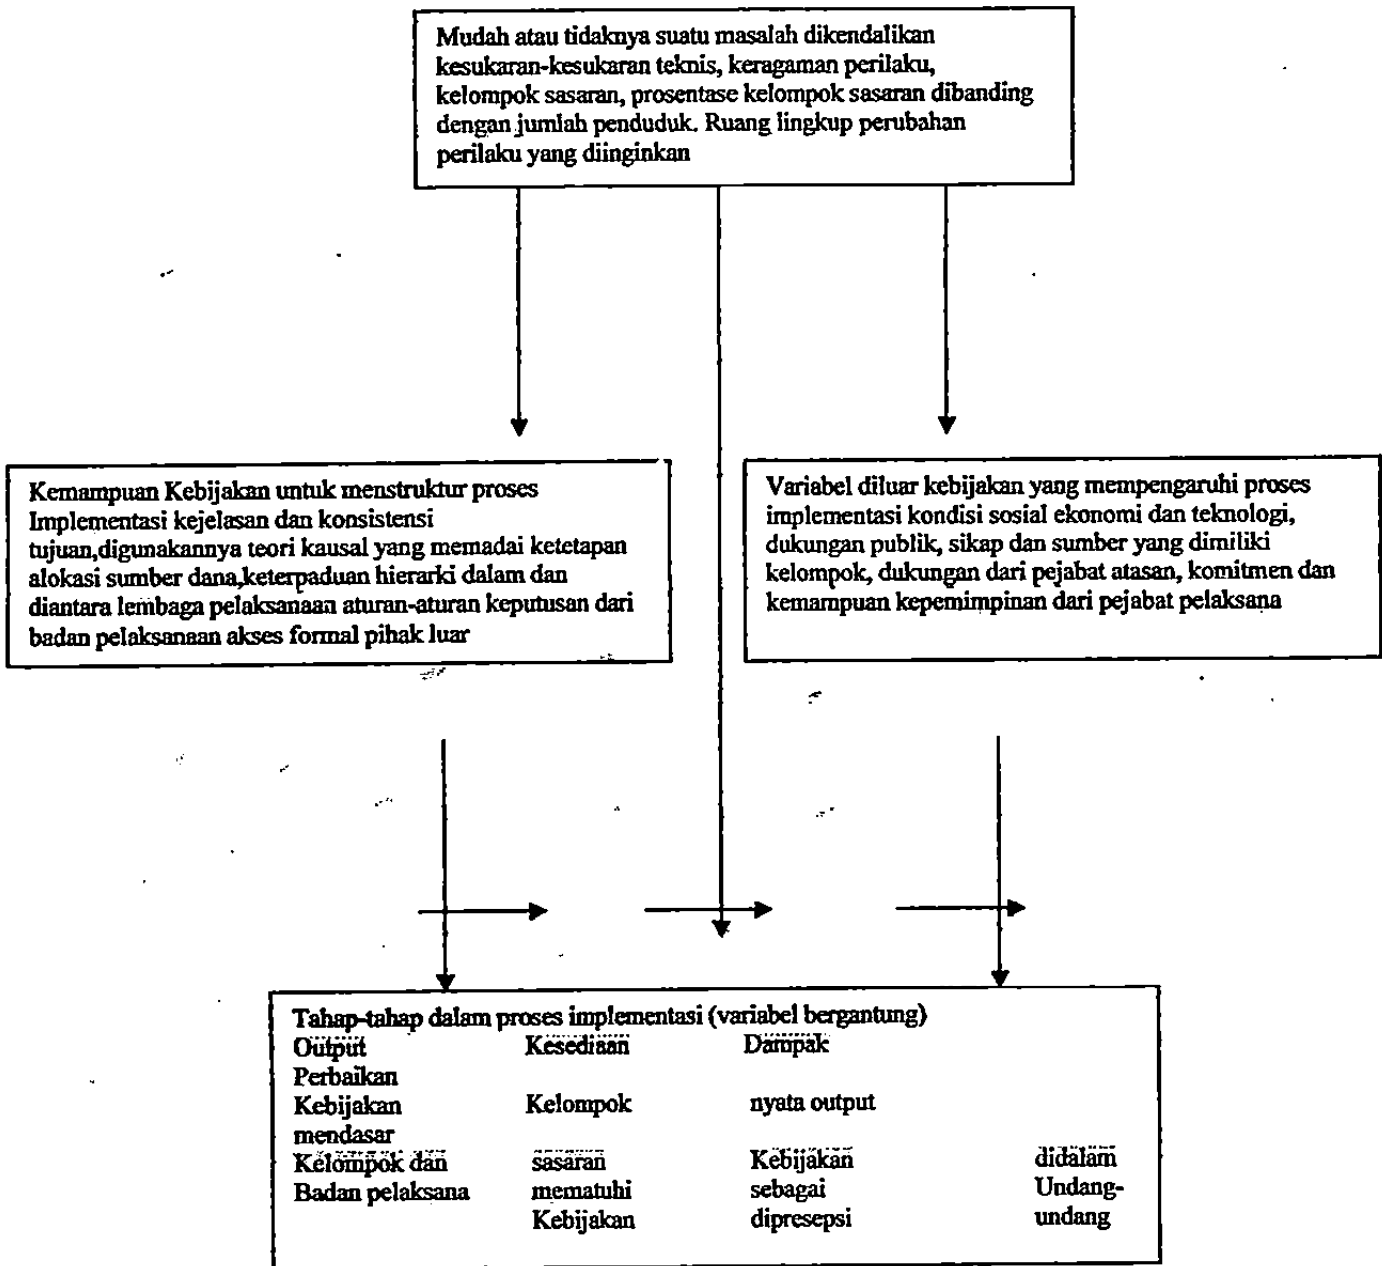 Mudah atau tidaknya suatu masalah dikendalikan
kesukaran-kesukaran teknis, keragaman perilaku,
kelompok sasaran, prosentase kelompok sasaran dibanding
dengan jumlah penduduk. Ruang lingkup perubahan
perilaku yang diinginkan
Kemampuan Kebijakan untuk menstruktur proses
Implementasi kejelasan dan konsistensi
tujuan,digunakannya teori kausal yang memadai ketetapan
alokasi sumber dana,keterpaduan hierarki dalam dan
diantara lembaga pelaksanaan aturan-aturan keputusan dari
badan pelaksanaan akses formal pihak luar
Variabel diluar kebijakan yang mempengaruhi proses
implementasi kondisi sosial ekonomi dan teknologi,
dukungan publik, sikap dan sumber yang dimiliki
kelompok, dukungan dari pejabat atasan, komitmen dan
kemampuan kepemimpinan dari pejabat pelaksana
Tahap-tahap dalam proses implementasi (variabel bergantung)
Output Kesediaan Dampak
Perbaikan
Kebijakan Kelompok nyata output
mendasar
Kelompok dan sasaran Kebijakan didalam
Badan pelaksana mematuhi sebagai Undang-
Kebijakan dipresepsi undang